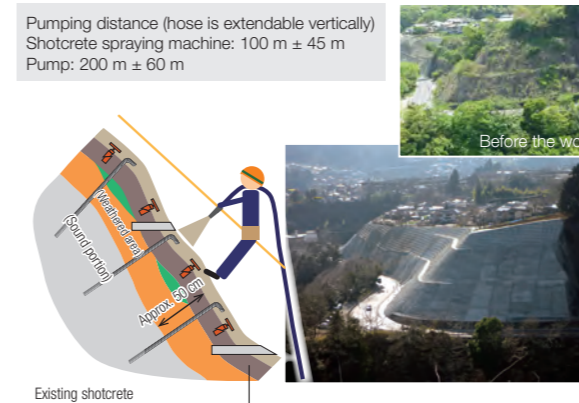 Pumping distance (hose is extendable vertically)
Shotcrete spraying machine: 100 m ± 45 m
Pump: 200 m ± 60 m
Before the
(Weathered area)
(Sound portion)
Approx. 50 cm
Existing shotcrete